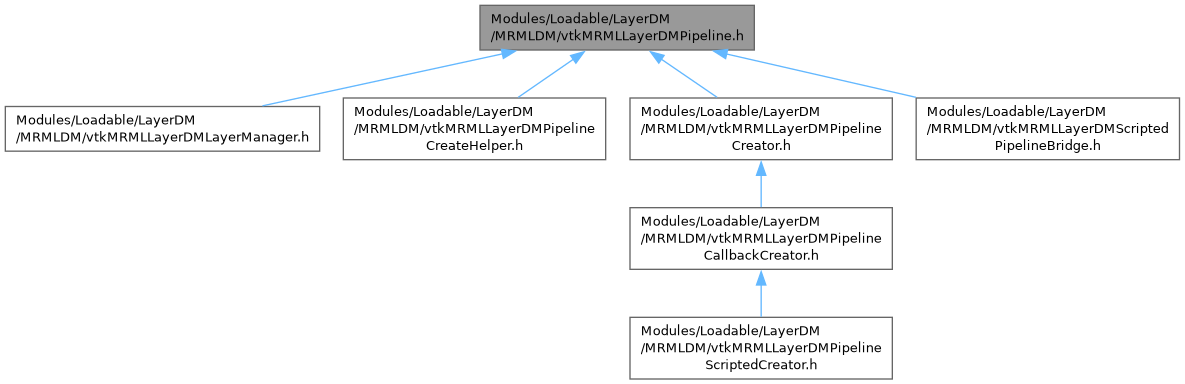 Modules/Loadable/LayerDM
/MRMLDM/vtkMRMLLayerDMPipeline.h
Modules/Loadable/LayerDM
/MRMLDM/vtkMRMLLayerDMLayerManager.h
Modules/Loadable/LayerDM
/MRMLDM/vtkMRMLLayerDMPipeline
CreateHelper.h
Modules/Loadable/LayerDM
/MRMLDM/vtkMRMLLayerDMPipeline
Creator.h
Modules/Loadable/LayerDM
/MRMLDM/vtkMRMLLayerDMScripted
PipelineBridge.h
Modules/Loadable/LayerDM
/MRMLDM/vtkMRMLLayerDMPipeline
CallbackCreator.h
Modules/Loadable/LayerDM
/MRMLDM/vtkMRMLLayerDMPipeline
ScriptedCreator.h